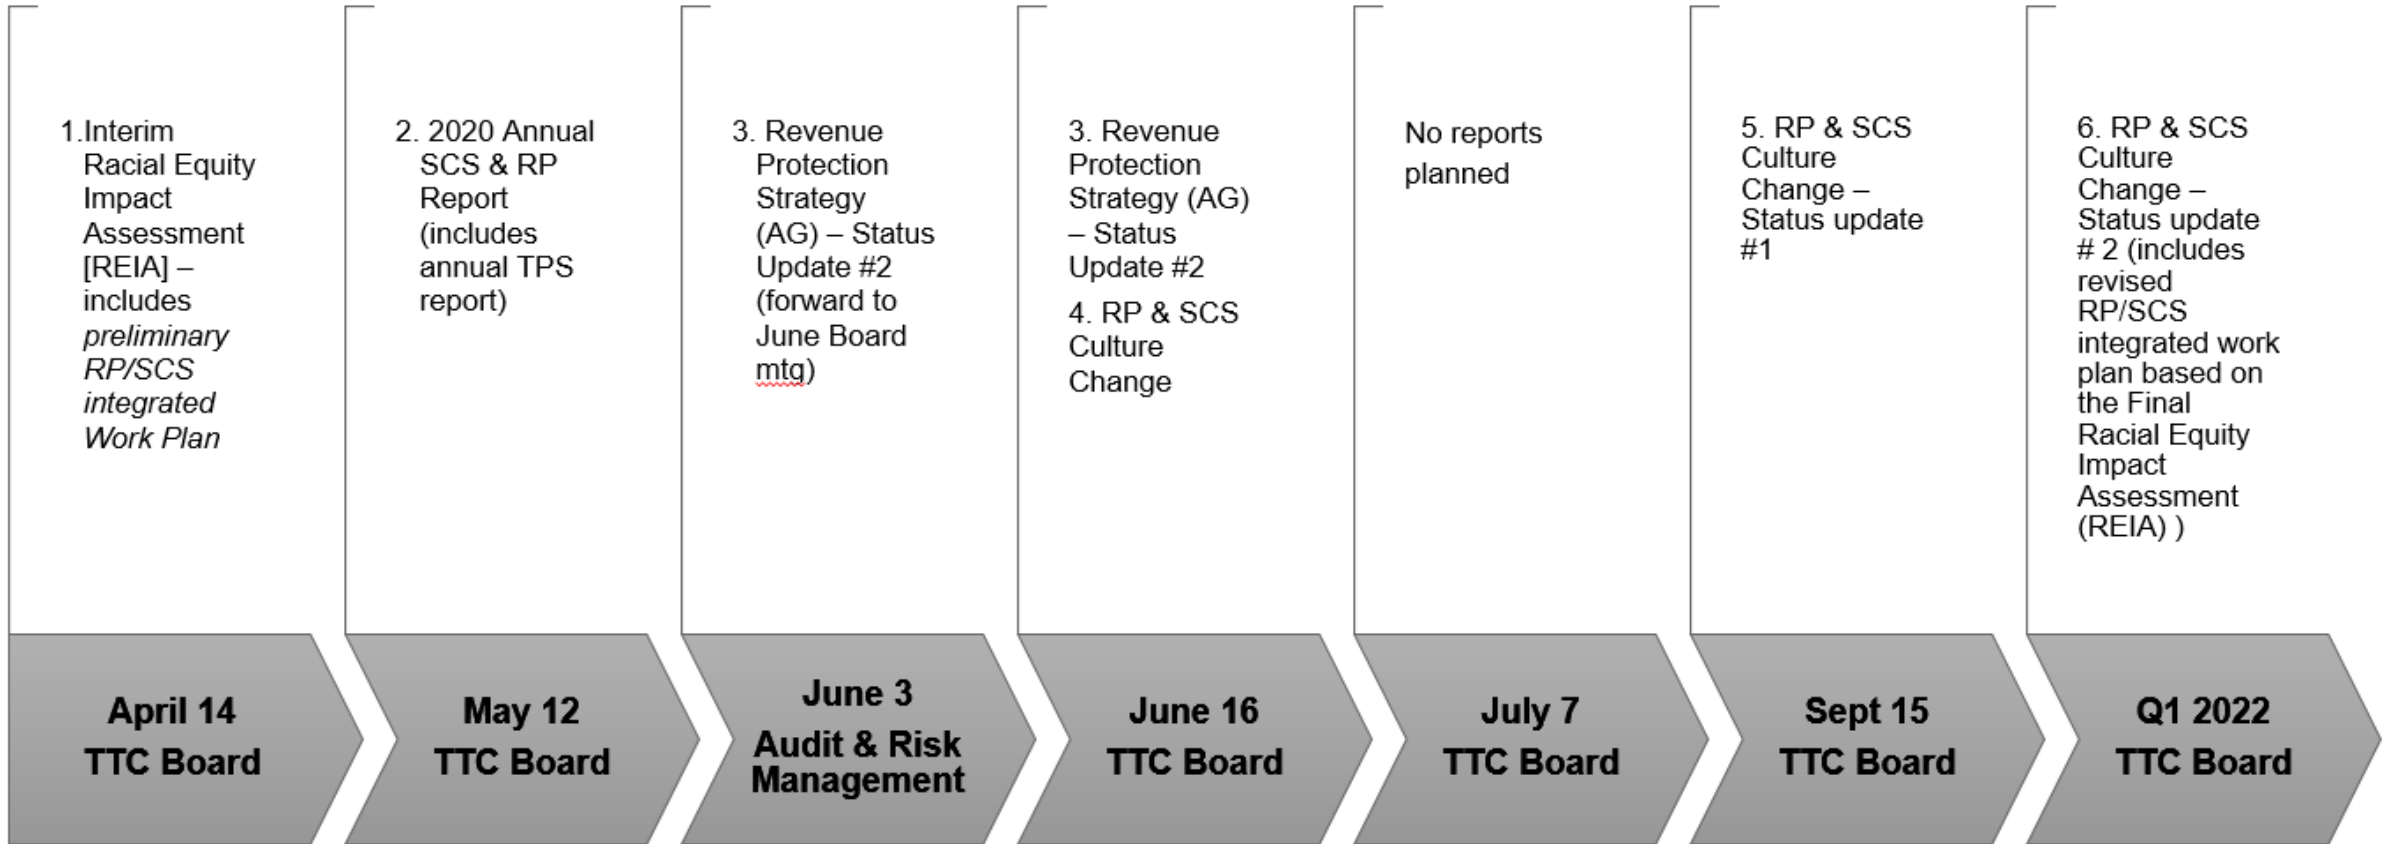 1.Interim
Racial Equity
Impact
Assessment
[REIA] –
includes
preliminary
RP/SCS
integrated
Work Plan
April 14
TTC Board
2. 2020 Annual
SCS & RP
Report
(includes
annual TPS
report)
May 12
TTC Board
3. Revenue
Protection
Strategy
(AG) – Status
Update #2
(forward to
June Board
mtg)
June 3
Audit & Risk
Management
3. Revenue
Protection
Strategy (AG)
– Status
Update #2
4. RP & SCS
Culture
Change
June 16
TTC Board
No reports
planned
July 7
TTC Board
5. RP & SCS
Culture
Change –
Status update
#1
Sept 15
TTC Board
6. RP & SCS
Culture
Change –
Status update
# 2 (includes
revised
RP/SCS
integrated work
plan based on
the Final
Racial Equity
Impact
Assessment
(REIA) )
Q1 2022
TTC Board